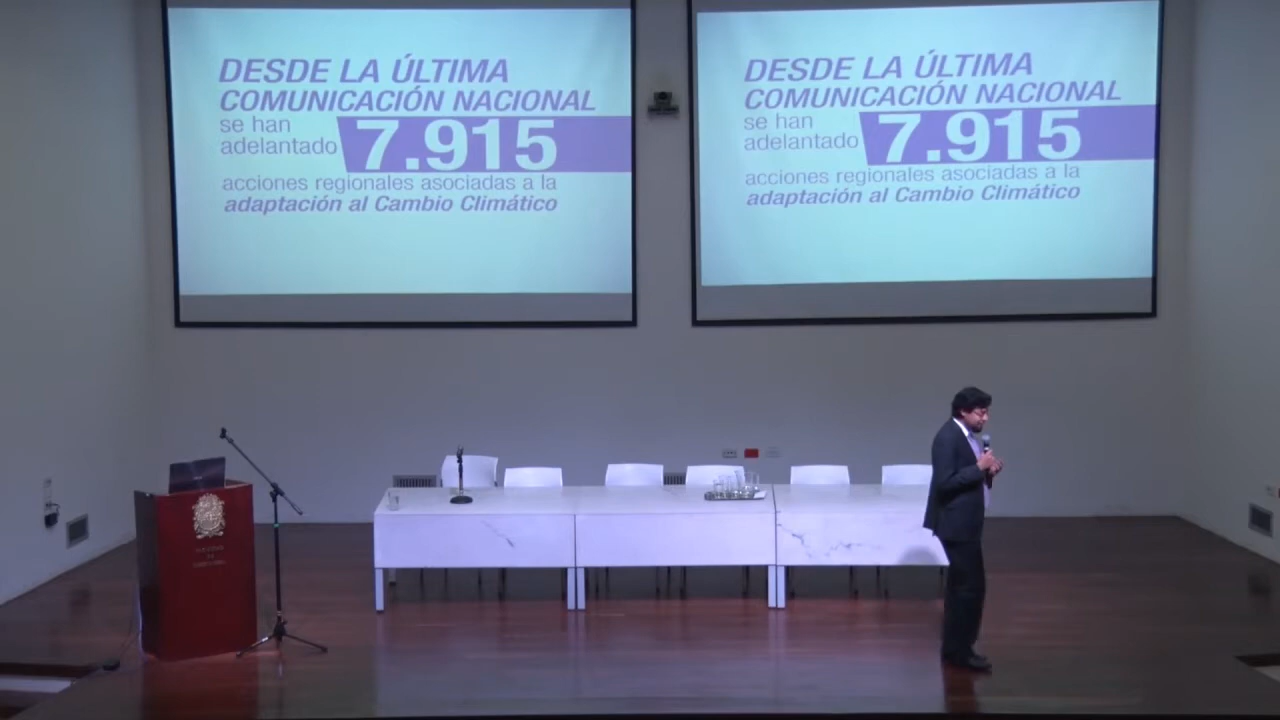 DESDE LA ÚLTIMA
COMUNICACIÓN NACIONAL
se han
adelantado 7.915
acciones regionales asociadas a la
adaptación al Cambio Climático
DESDE LA ÚLTIMA
COMUNICACIÓN NACIONAL
se han
adelantado 7.915
acciones regionales asociadas a la
adaptación al Cambio Climático